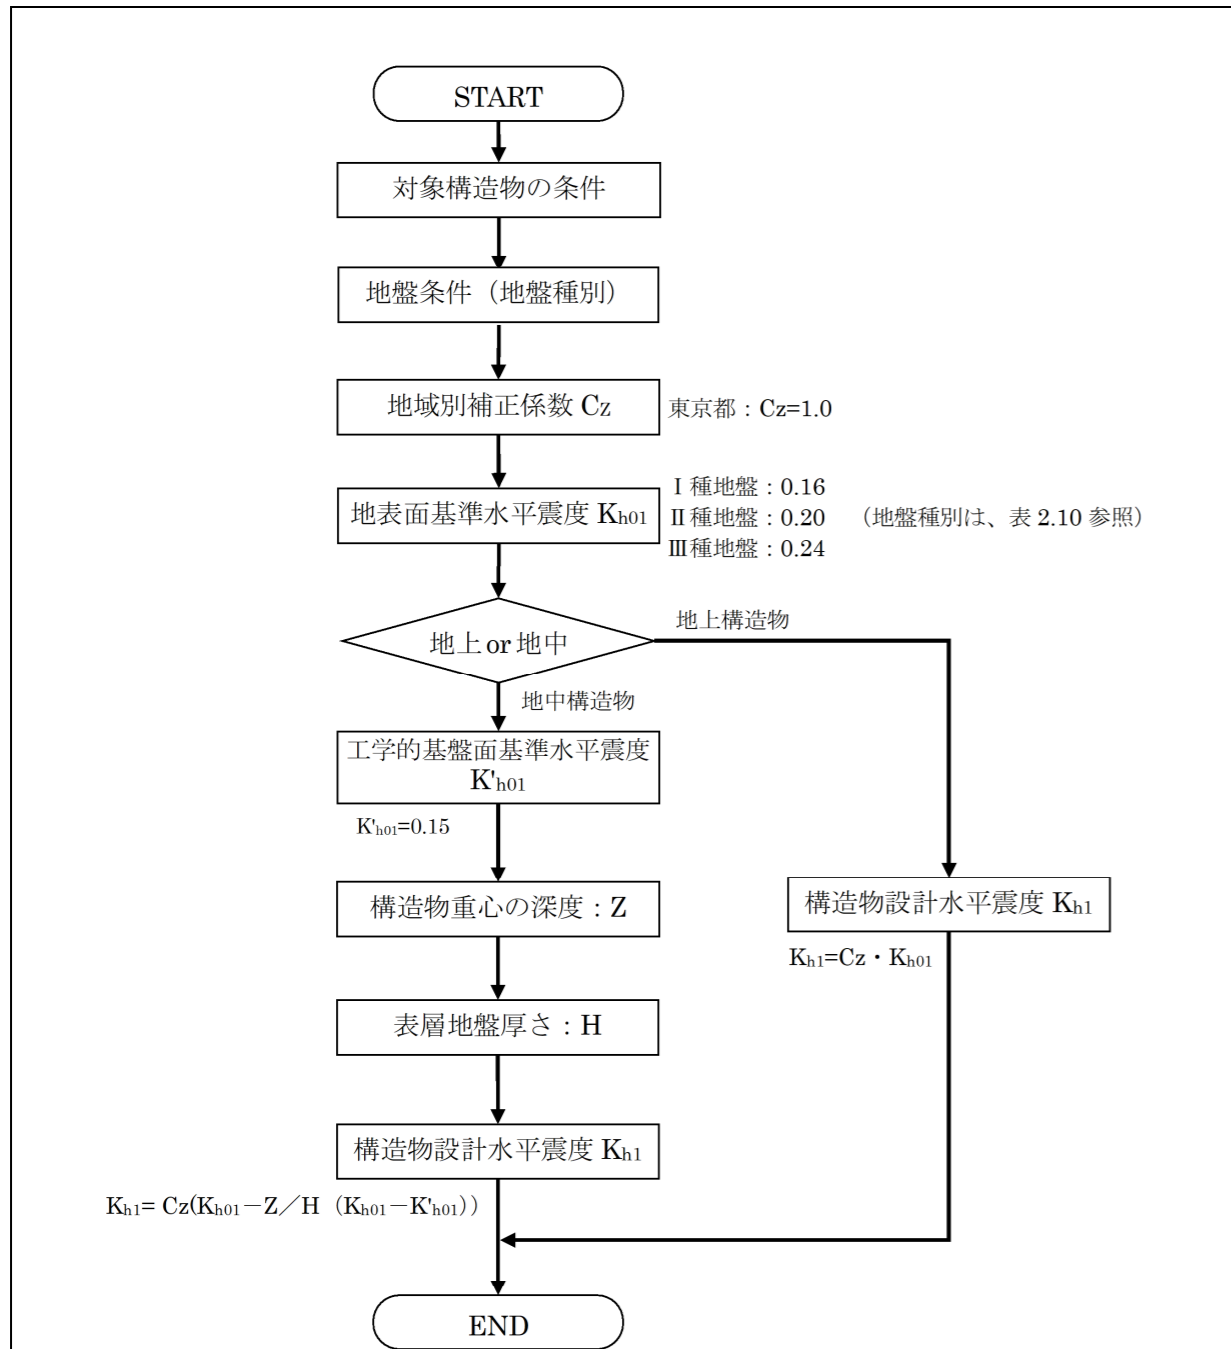 START
対象構造物の条件
地盤条件（地盤種別）
地域別補正係数 Cz
東京都：Cz=1.0
地表面基準水平震度 Kh01
Ⅰ種地盤：0.16
Ⅱ種地盤：0.20　（地盤種別は、表 2.10 参照）
Ⅲ種地盤：0.24
地上 or 地中
地上構造物
地中構造物
工学的基盤面基準水平震度
K'h01
K'h01=0.15
構造物重心の深度：Z
構造物設計水平震度 Kh1
Kh1=Cz・Kh01
表層地盤厚さ：H
構造物設計水平震度 Kh1
Kh1= Cz(Kh01－Z／H（Kh01－K'h01))
END